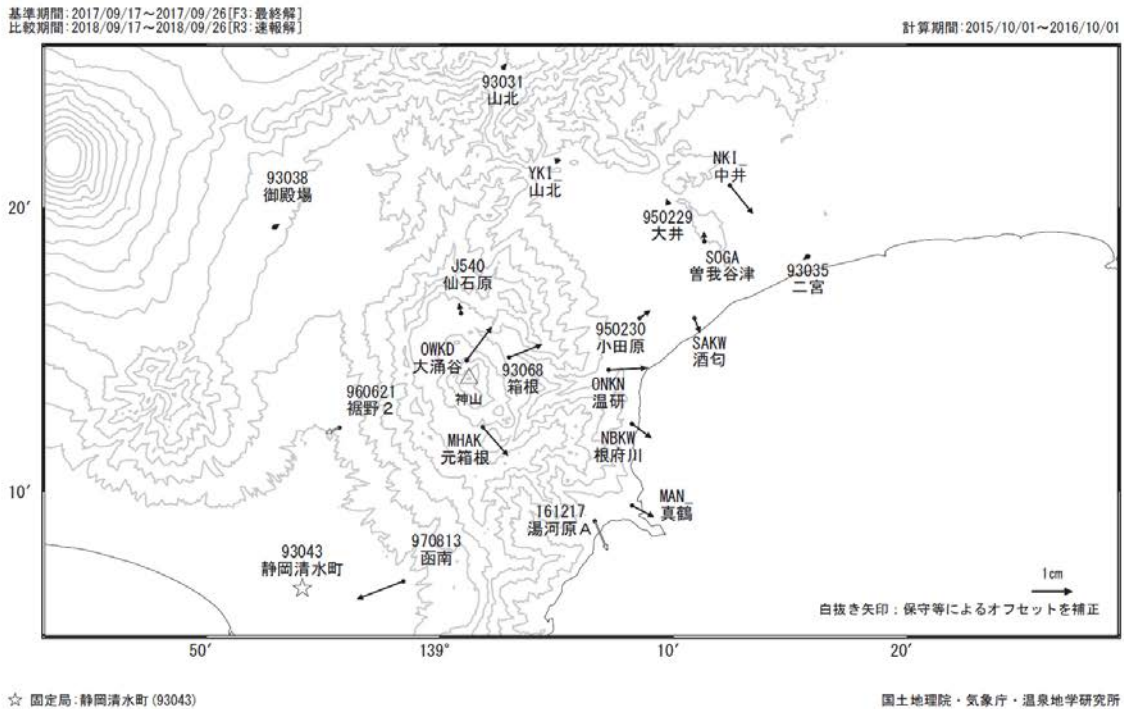 基準期間:2017/09/17～2017/09/26[F3:最終解]
比較期間:2018/09/17～2018/09/26[R3:速報解]
計算期間:2015/10/01～2016/10/01
93031
山北
YKI_
山北
NKI_
中井
93038
御殿場
20′
950229
大井
SOGA
曽我谷津
93035
二宮
J540
仙石原
OWKD
大涌谷
93068
箱根
950230
小田原
SAKW
酒匂
神山
ONKN
温研
960621
裾野2
MHAK
元箱根
NBKW
根府川
10′
MAN_
真鶴
161217
湯河原A
970813
函南
93043
静岡清水町
1cm
白抜き矢印:保守等によるオフセットを補正
50′
139°
10′
20′
☆ 固定局:静岡清水町(93043)
国土地理院・気象庁・温泉地学研究所